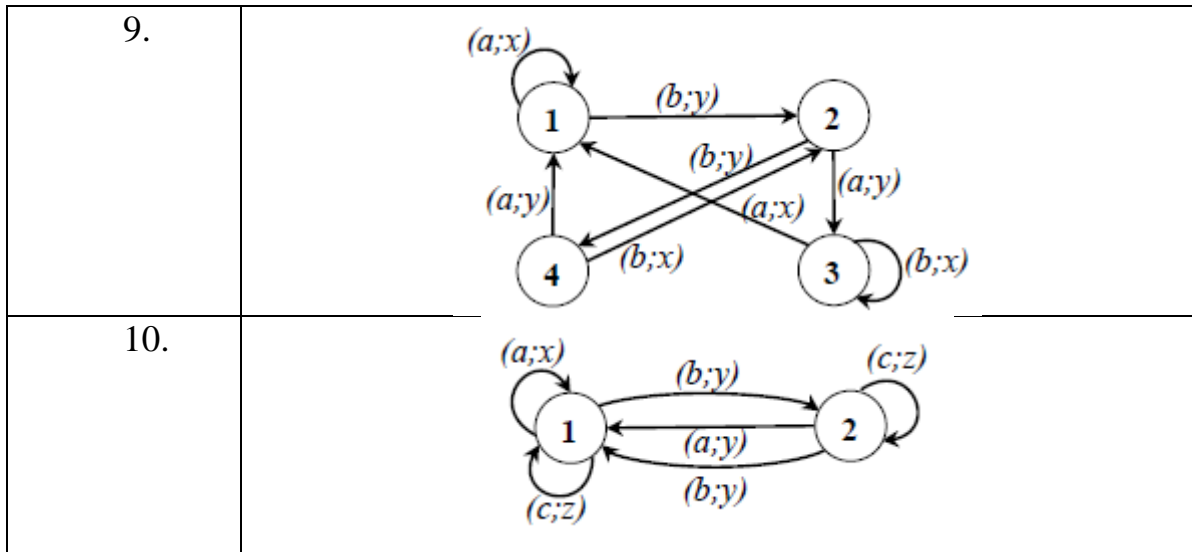 9.
(a;x)
(b;y)
1
2
(b;y)
(a;y)
(a;y)
(a;x)
(b;x)
(b;x)
4
3
10.
(a;x)
(c;z)
(b;y)
1
2
(a;y)
(b;y)
(c;z)